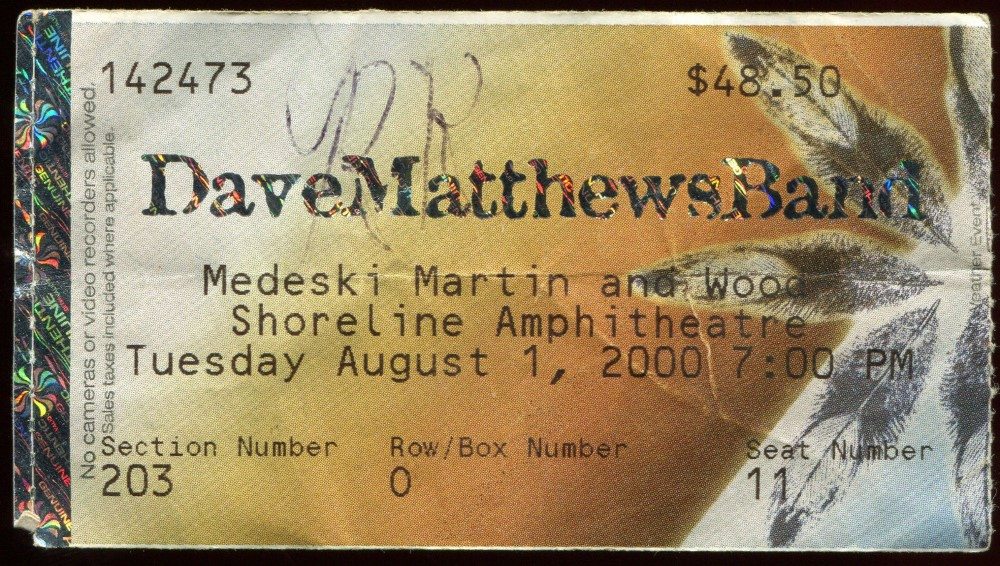 142473 $48.50
DaveMatthewsBand
Medeski Martin and Wood
Shoreline Amphitheatre
Tuesday August 1, 2000 7:00 PM
Section Number Row/Box Number Seat Number
203 O 11
No cameras or video recorders allowed.
Sales taxes included where applicable.
GENUINE